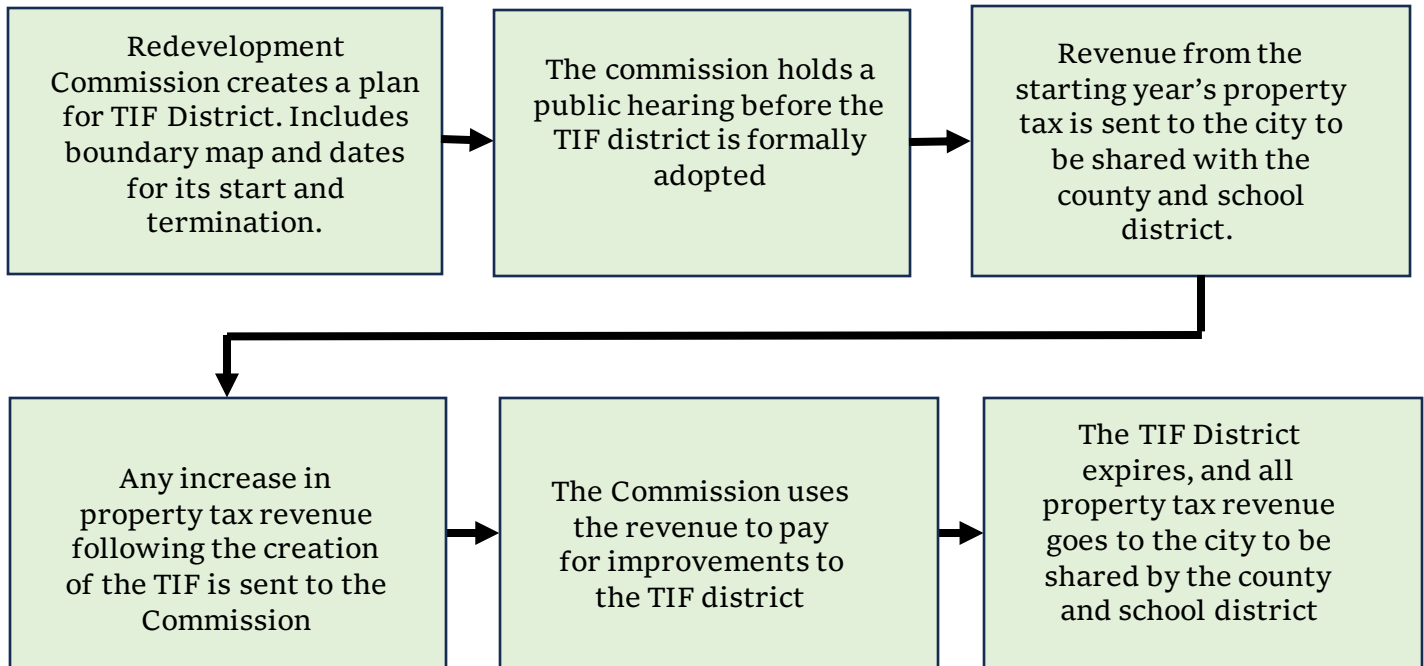 Redevelopment
Commission creates a plan
for TIF District. Includes
boundary map and dates
for its start and
termination.
The commission holds a
public hearing before the
TIF district is formally
adopted
Revenue from the
starting year’s property
tax is sent to the city to
be shared with the
county and school
district.
Any increase in
property tax revenue
following the creation
of the TIF is sent to the
Commission
The Commission uses
the revenue to pay
for improvements to
the TIF district
The TIF District
expires, and all
property tax revenue
goes to the city to be
shared by the county
and school district